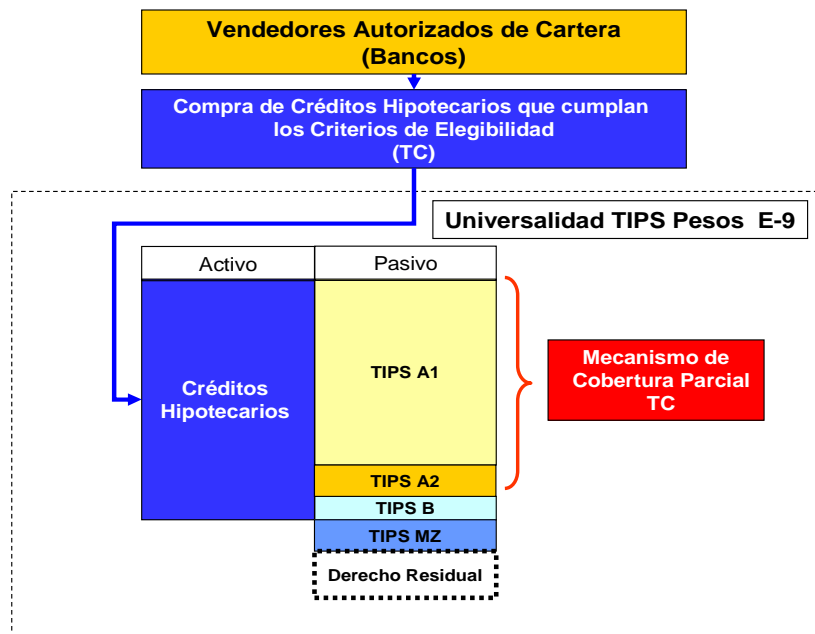 Vendedores Autorizados de Cartera
(Bancos)
Compra de Créditos Hipotecarios que cumplan
los Criterios de Elegibilidad
(TC)
Universalidad TIPS Pesos  E-9
Activo
Pasivo
Créditos
Hipotecarios
TIPS A1
TIPS A2
TIPS B
TIPS MZ
Derecho Residual
Mecanismo de
Cobertura Parcial
TC